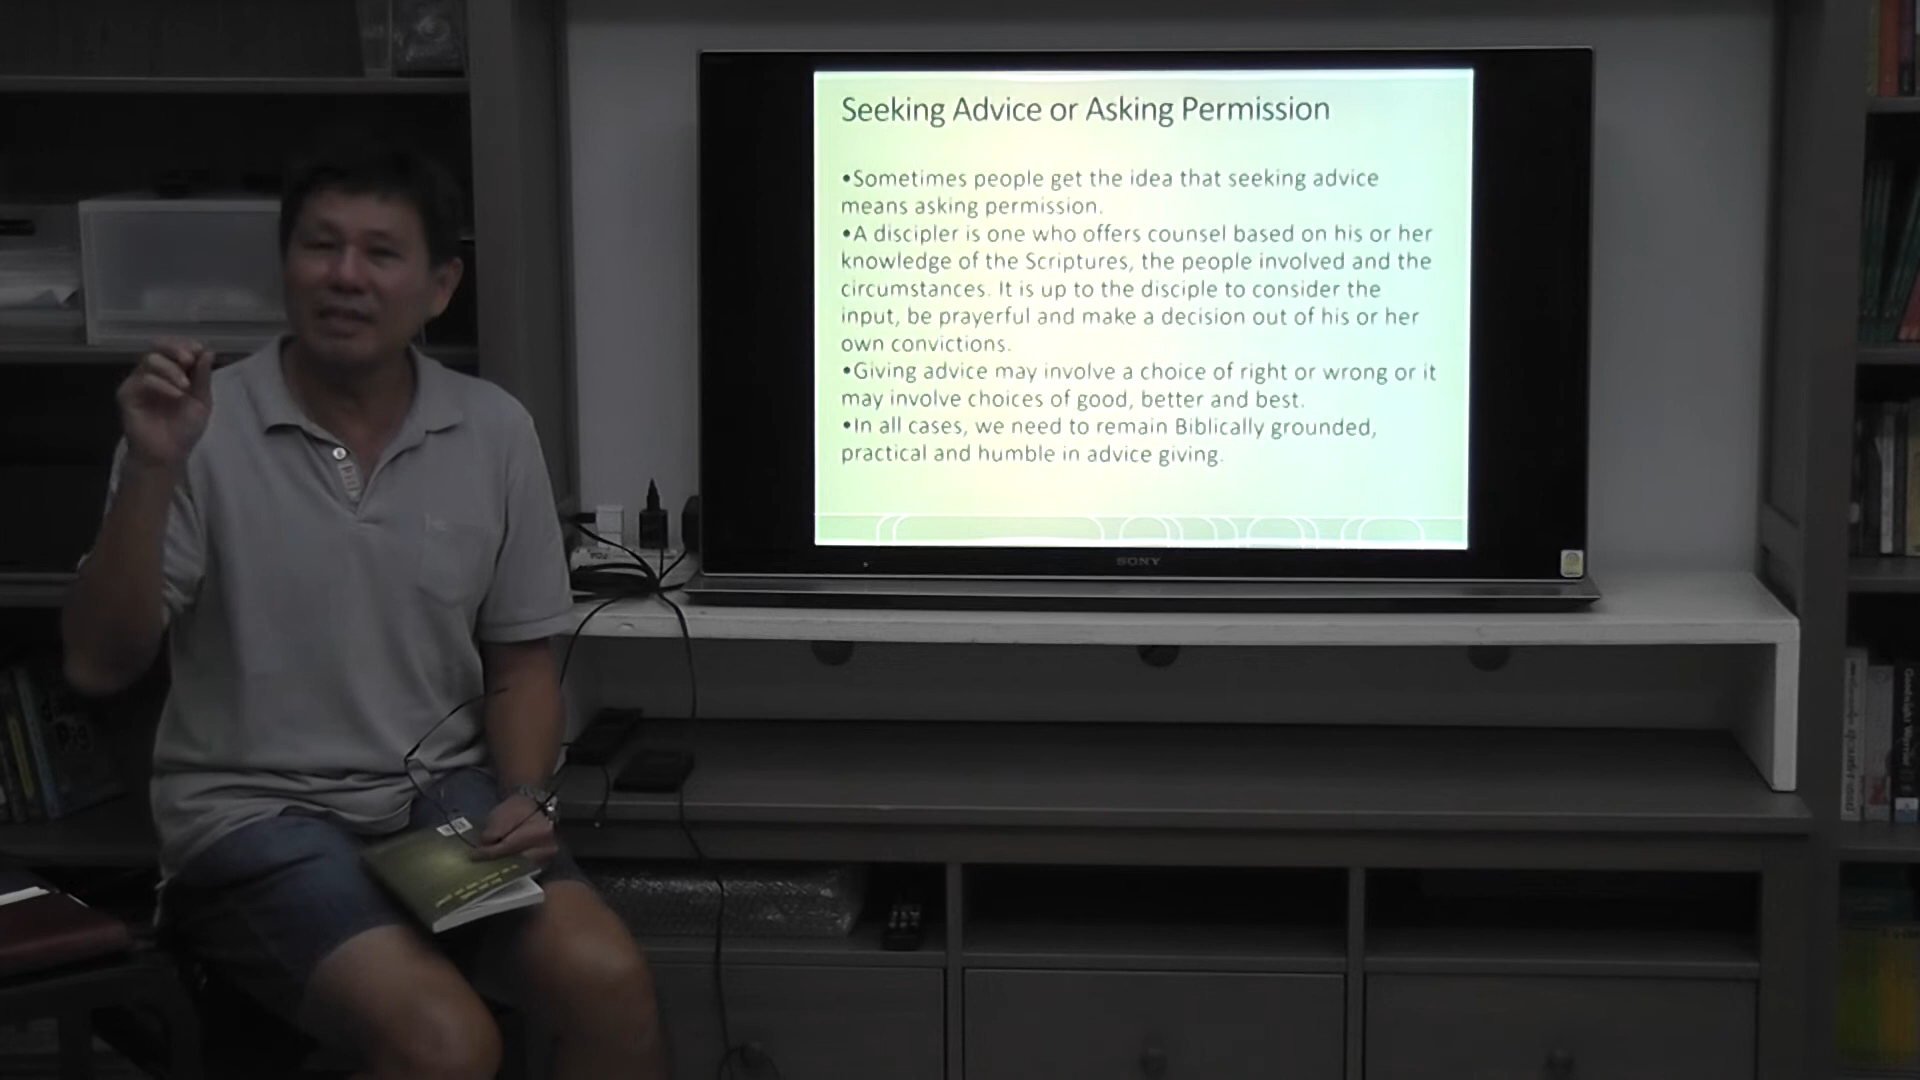 Seeking Advice or Asking Permission
•Sometimes people get the idea that seeking advice
means asking permission.
•A discipler is one who offers counsel based on his or her
knowledge of the Scriptures, the people involved and the
circumstances. It is up to the disciple to consider the
input, be prayerful and make a decision out of his or her
own convictions.
•Giving advice may involve a choice of right or wrong or it
may involve choices of good, better and best.
•In all cases, we need to remain Biblically grounded,
practical and humble in advice giving.
SONY